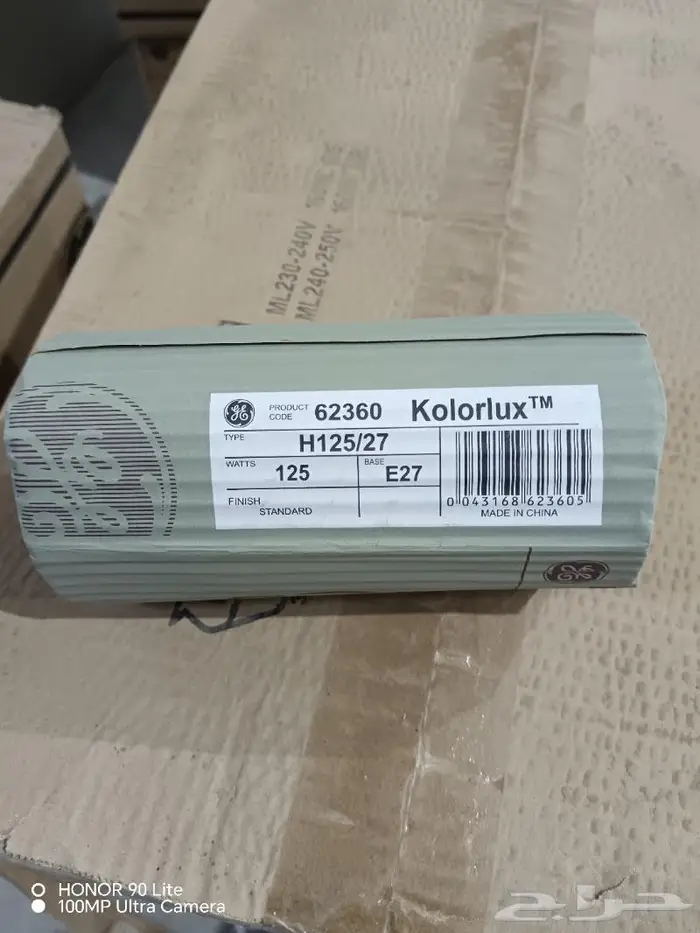 ML230-240V
ML240-250V
PRODUCT CODE 62360 Kolorlux™
TYPE H125/27
WATTS 125 BASE E27
FINISH STANDARD
0 043168 623605
MADE IN CHINA
HONOR 90 Lite
100MP Ultra Camera
حراج